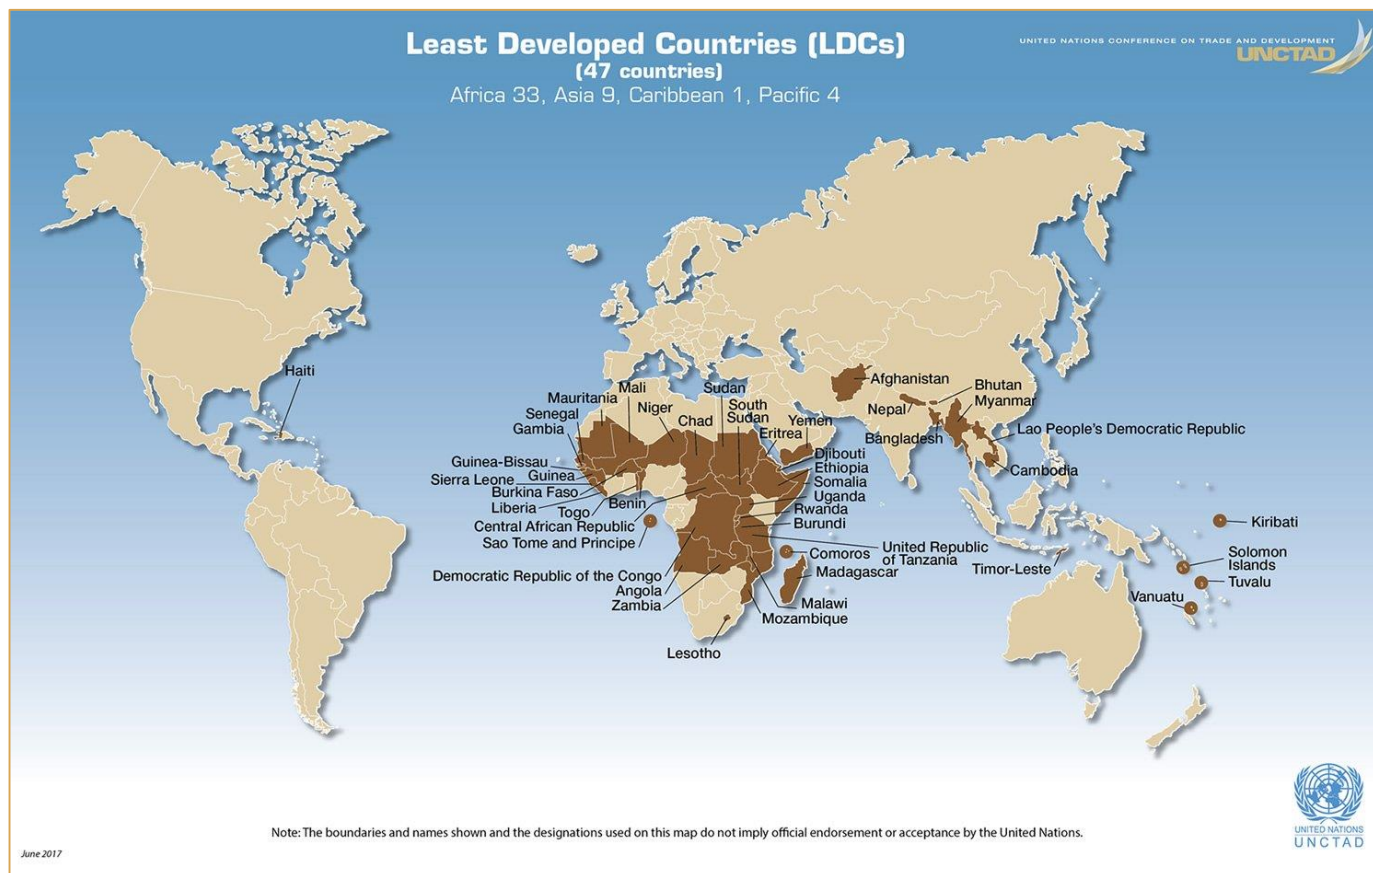 Least Developed Countries (LDCs)
(47 countries)
Africa 33, Asia 9, Caribbean 1, Pacific 4
UNITED NATIONS CONFERENCE ON TRADE AND DEVELOPMENT
UNCTAD
Haiti
Mali
Sudan
Mauritania
Niger
South
Sudan
Senegal
Chad
Yemen
Gambia
Eritrea
Afghanistan
Bhutan
Nepal
Myanmar
Bangladesh
Lao People's Democratic Republic
Cambodia
Djibouti
Guinea-Bissau
Ethiopia
Guinea
Sierra Leone
Somalia
Burkina Faso
Uganda
Liberia
Benin
Togo
Rwanda
Central African Republic
Burundi
Sao Tome and Principe
United Republic
of Tanzania
Comoros
Kiribati
Solomon
Islands
Timor-Leste
Tuvalu
Vanuatu
Democratic Republic of the Congo
Madagascar
Angola
Zambia
Malawi
Mozambique
Lesotho
Note: The boundaries and names shown and the designations used on this map do not imply official endorsement or acceptance by the United Nations.
June 2017
UNITED NATIONS
UNCTAD